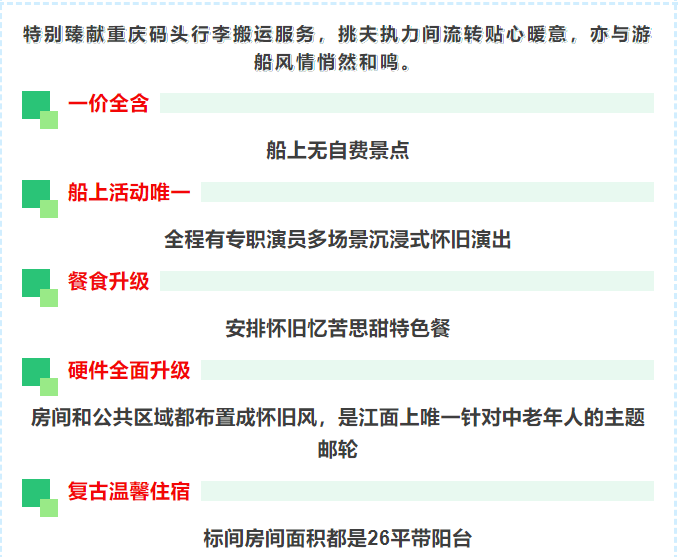 特别臻献重庆码头行李搬运服务，挑夫执力间流转贴心暖意，亦与游
船风情悄然和鸣。
一价全含
船上无自费景点
船上活动唯一
全程有专职演员多场景沉浸式怀旧演出
餐食升级
安排怀旧忆苦思甜特色餐
硬件全面升级
房间和公共区域都布置成怀旧风，是江面上唯一针对中老年人的主题
邮轮
复古温馨住宿
标间房间面积都是26平带阳台